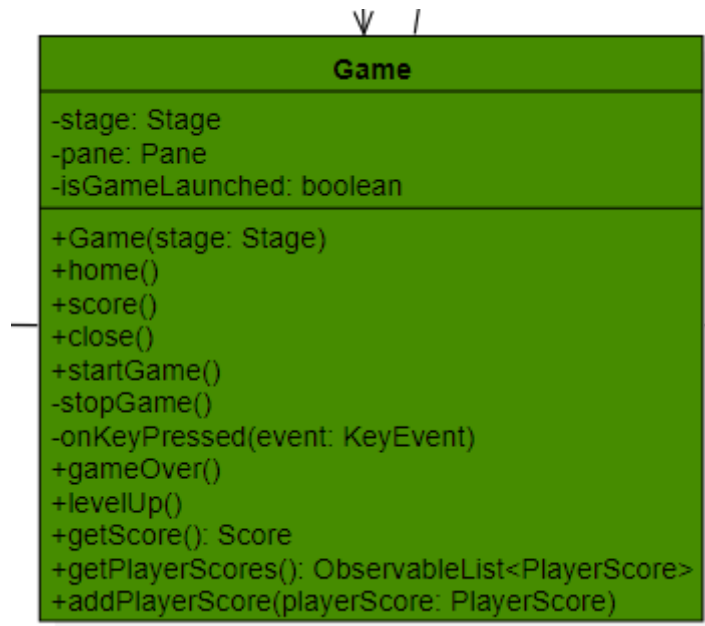 Game
-stage: Stage
-pane: Pane
-isGameLaunched: boolean
+Game(stage: Stage)
+home()
+score()
+close()
+startGame()
-stopGame()
-onKeyPressed(event: KeyEvent)
+gameOver()
+levelUp()
+getScore(): Score
+getPlayerScores(): ObservableList<PlayerScore>
+addPlayerScore(playerScore: PlayerScore)